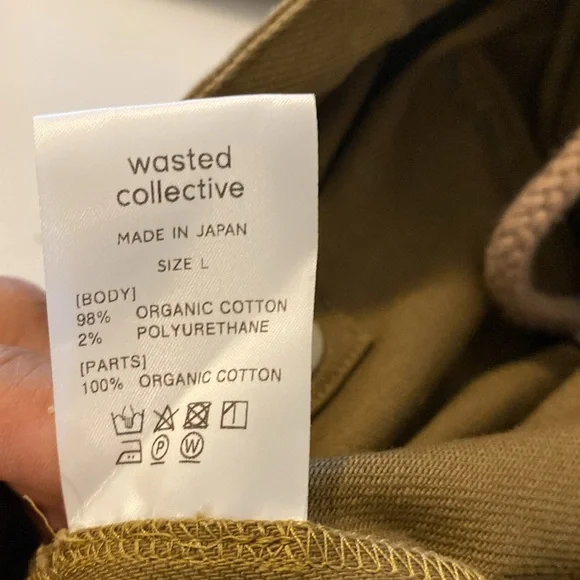 wasted
collective
MADE IN JAPAN
SIZE L
[BODY]
98% ORGANIC COTTON
2% POLYURETHANE
[PARTS]
100% ORGANIC COTTON
P W